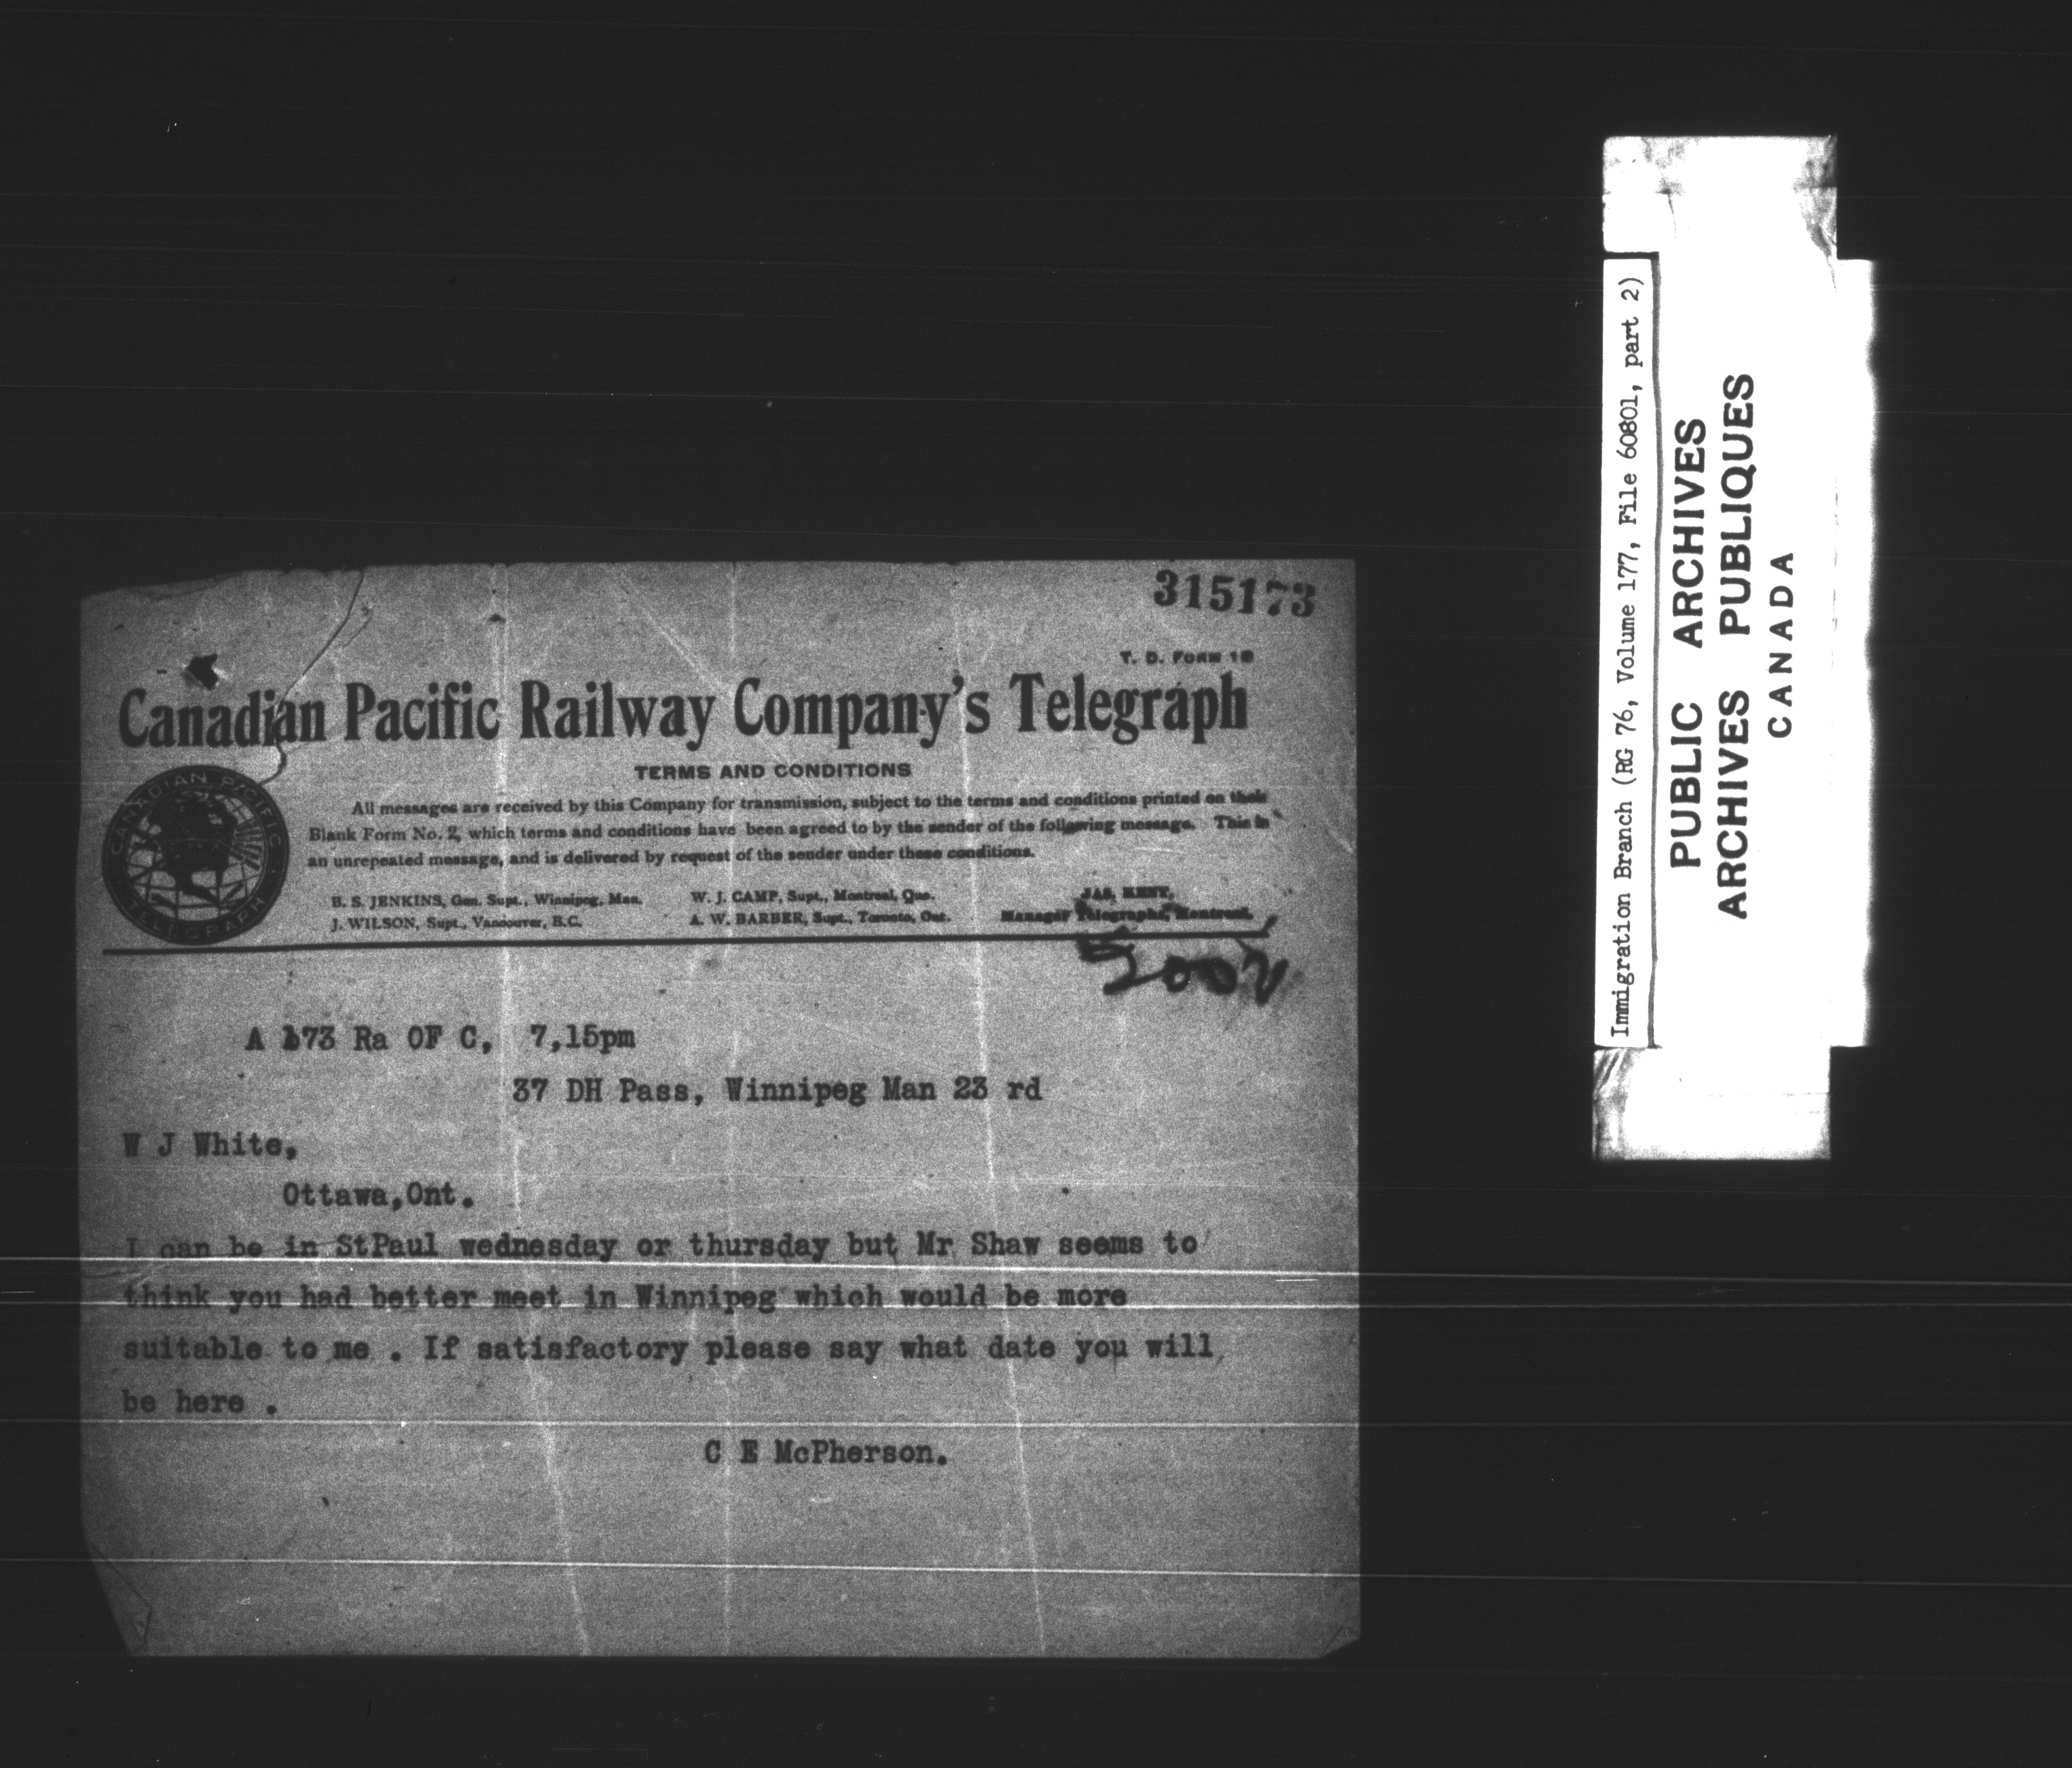 315173
T. D. FORM 1B
Canadian Pacific Railway Company's Telegraph
TERMS AND CONDITIONS
All messages are received by this Company for transmission, subject to the terms and conditions printed on their
Blank Form No. 2, which terms and conditions have been agreed to by the sender of the following message. This is
an unrepeated message, and is delivered by request of the sender under these conditions.
CANADIAN PACIFIC
TELEGRAPH
B. S. JENKINS, Gen. Supt., Winnipeg, Man.
J. WILSON, Supt., Vancouver, B.C.
W. J. CAMP, Supt., Montreal, Que.
A. W. BARBER, Supt., Toronto, Ont.
JAS. KENT,
Manager Telegraphs, Montreal.
A 173 Ra OF C, 7,15pm
37 DH Pass, Winnipeg Man 23 rd
W J White,
Ottawa,Ont.
I can be in StPaul wednesday or thursday but Mr Shaw seems to
think you had better meet in Winnipeg which would be more
suitable to me . If satisfactory please say what date you will
be here .
C E McPherson.
Immigration Branch (RG 76, Volume 177, File 60801, part 2)
PUBLIC ARCHIVES
ARCHIVES PUBLIQUES
CANADA